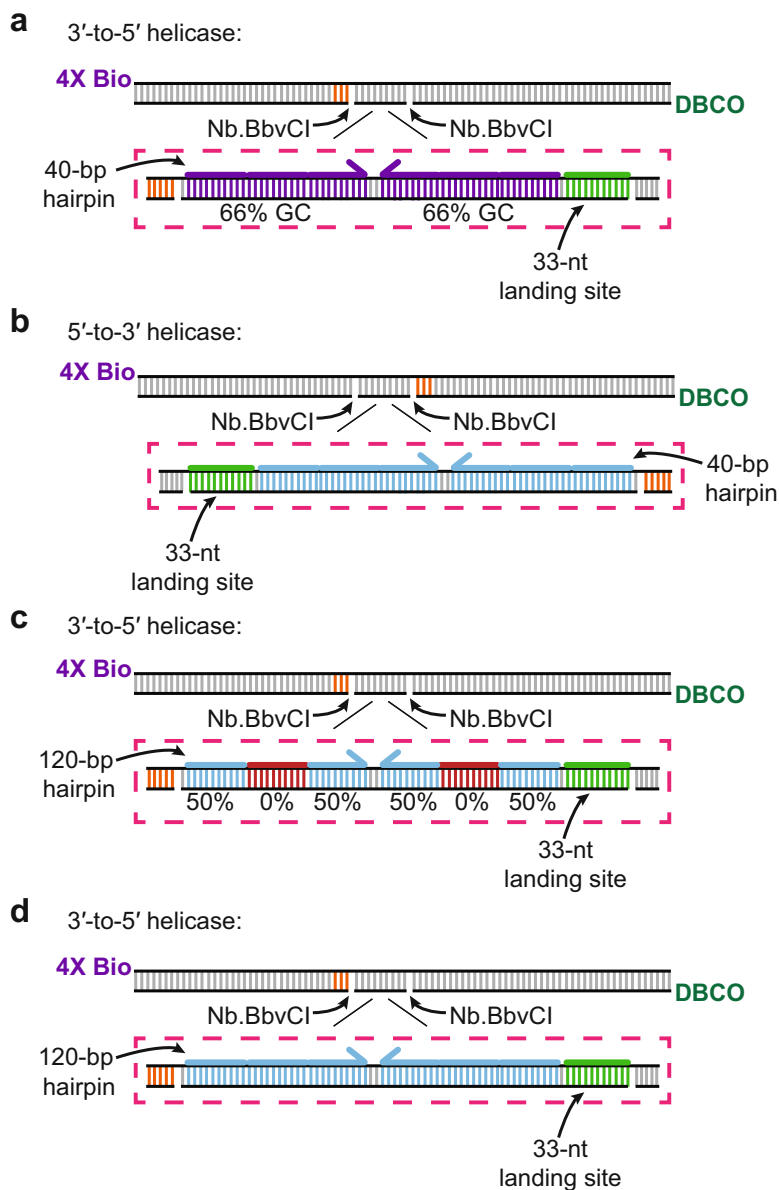 a
3′-to-5′ helicase:
4X Bio
DBCO
Nb.BbvCI
Nb.BbvCI
40-bp
hairpin
66% GC
66% GC
33-nt
landing site
b
5′-to-3′ helicase:
4X Bio
DBCO
Nb.BbvCI
Nb.BbvCI
40-bp
hairpin
33-nt
landing site
c
3′-to-5′ helicase:
4X Bio
DBCO
Nb.BbvCI
Nb.BbvCI
120-bp
hairpin
50% 0% 50% 50% 0% 50%
33-nt
landing site
d
3′-to-5′ helicase:
4X Bio
DBCO
Nb.BbvCI
Nb.BbvCI
120-bp
hairpin
33-nt
landing site